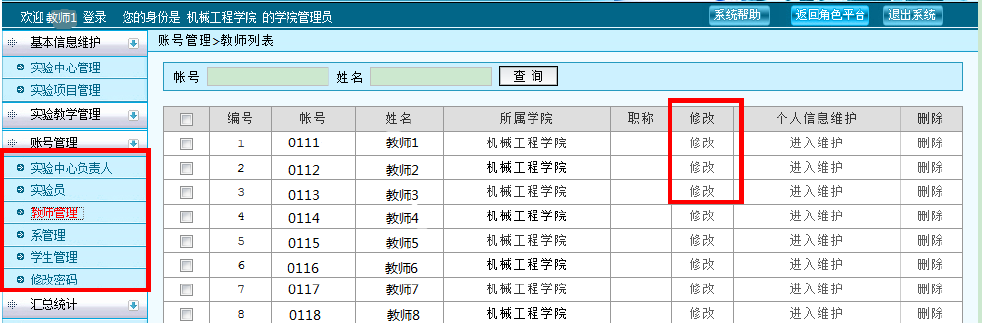 欢迎 教师1 登录 您的身份是 机械工程学院 的学院管理员 系统帮助 返回角色平台 退出系统
基本信息维护
实验中心管理
实验项目管理
实验教学管理
账号管理
实验中心负责人
实验员
教师管理
系管理
学生管理
修改密码
汇总统计
账号管理>教师列表
帐号 姓名 查 询
编号 帐号 姓名 所属学院 职称 修改 个人信息维护 删除
1 0111 教师1 机械工程学院 修改 进入维护 删除
2 0112 教师2 机械工程学院 修改 进入维护 删除
3 0113 教师3 机械工程学院 修改 进入维护 删除
4 0114 教师4 机械工程学院 修改 进入维护 删除
5 0115 教师5 机械工程学院 修改 进入维护 删除
6 0116 教师6 机械工程学院 修改 进入维护 删除
7 0117 教师7 机械工程学院 修改 进入维护 删除
8 0118 教师8 机械工程学院 修改 进入维护 删除